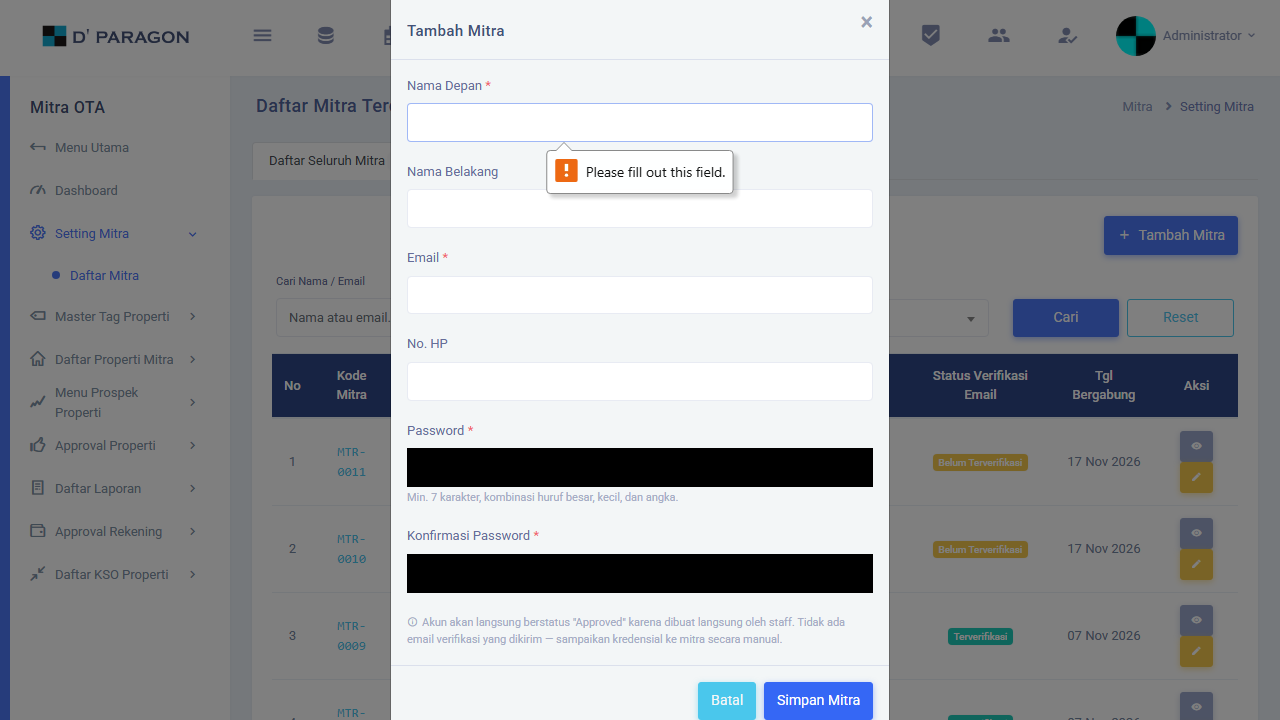 D' PARAGON
Administrator
Mitra OTA
Menu Utama
Dashboard
Setting Mitra
Daftar Mitra
Master Tag Properti
Daftar Properti Mitra
Menu Prospek
Properti
Approval Properti
Daftar Laporan
Approval Rekening
Daftar KSO Properti
Daftar Mitra Ter
Mitra
Setting Mitra
Daftar Seluruh Mitra
+ Tambah Mitra
Cari Nama / Email
Nama atau email.
Cari
Reset
No
Kode
Mitra
Status Verifikasi
Email
Tgl
Bergabung
Aksi
1
MTR-
0011
Belum Terverifikasi
17 Nov 2026
2
MTR-
0010
Belum Terverifikasi
17 Nov 2026
3
MTR-
0009
Terverifikasi
07 Nov 2026
MTR-
Tambah Mitra
×
Nama Depan *
Please fill out this field.
Nama Belakang
Email *
No. HP
Password *
Min. 7 karakter, kombinasi huruf besar, kecil, dan angka.
Konfirmasi Password *
Akun akan langsung berstatus "Approved" karena dibuat langsung oleh staff. Tidak ada
email verifikasi yang dikirim — sampaikan kredensial ke mitra secara manual.
Batal
Simpan Mitra